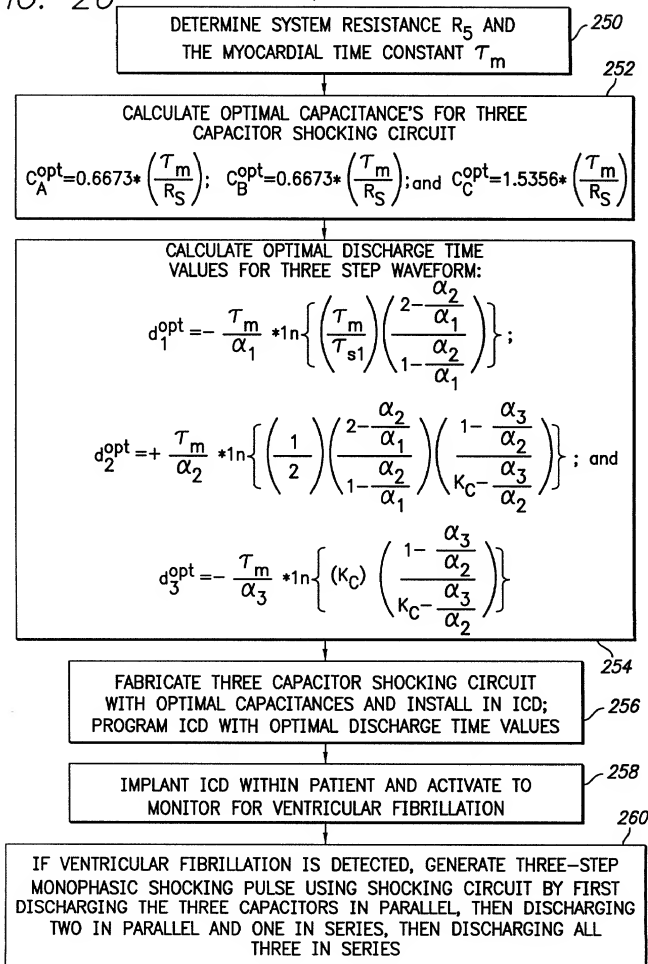 FIG. 20
DETERMINE SYSTEM RESISTANCE R5 AND
THE MYOCARDIAL TIME CONSTANT τm
250
252
CALCULATE OPTIMAL CAPACITANCE'S FOR THREE
CAPACITOR SHOCKING CIRCUIT
C_A^opt=0.6673*(τm/RS); C_B^opt=0.6673*(τm/RS);and C_C^opt=1.5356*(τm/RS)
CALCULATE OPTIMAL DISCHARGE TIME
VALUES FOR THREE STEP WAVEFORM:
d_1^opt=- τm/α1 *1n{(τm/τs1)((2-α2/α1)/(1-α2/α1))};
d_2^opt=+ τm/α2 *1n{(1/2)((2-α2/α1)/(1-α2/α1))((1-α3/α2)/(KC-α3/α2))}; and
d_3^opt=- τm/α3 *1n{(KC)((1-α3/α2)/(KC-α3/α2))}
254
FABRICATE THREE CAPACITOR SHOCKING CIRCUIT
WITH OPTIMAL CAPACITANCES AND INSTALL IN ICD;
PROGRAM ICD WITH OPTIMAL DISCHARGE TIME VALUES
256
IMPLANT ICD WITHIN PATIENT AND ACTIVATE TO
MONITOR FOR VENTRICULAR FIBRILLATION
258
260
IF VENTRICULAR FIBRILLATION IS DETECTED, GENERATE THREE-STEP
MONOPHASIC SHOCKING PULSE USING SHOCKING CIRCUIT BY FIRST
DISCHARGING THE THREE CAPACITORS IN PARALLEL, THEN DISCHARGING
TWO IN PARALLEL AND ONE IN SERIES, THEN DISCHARGING ALL
THREE IN SERIES